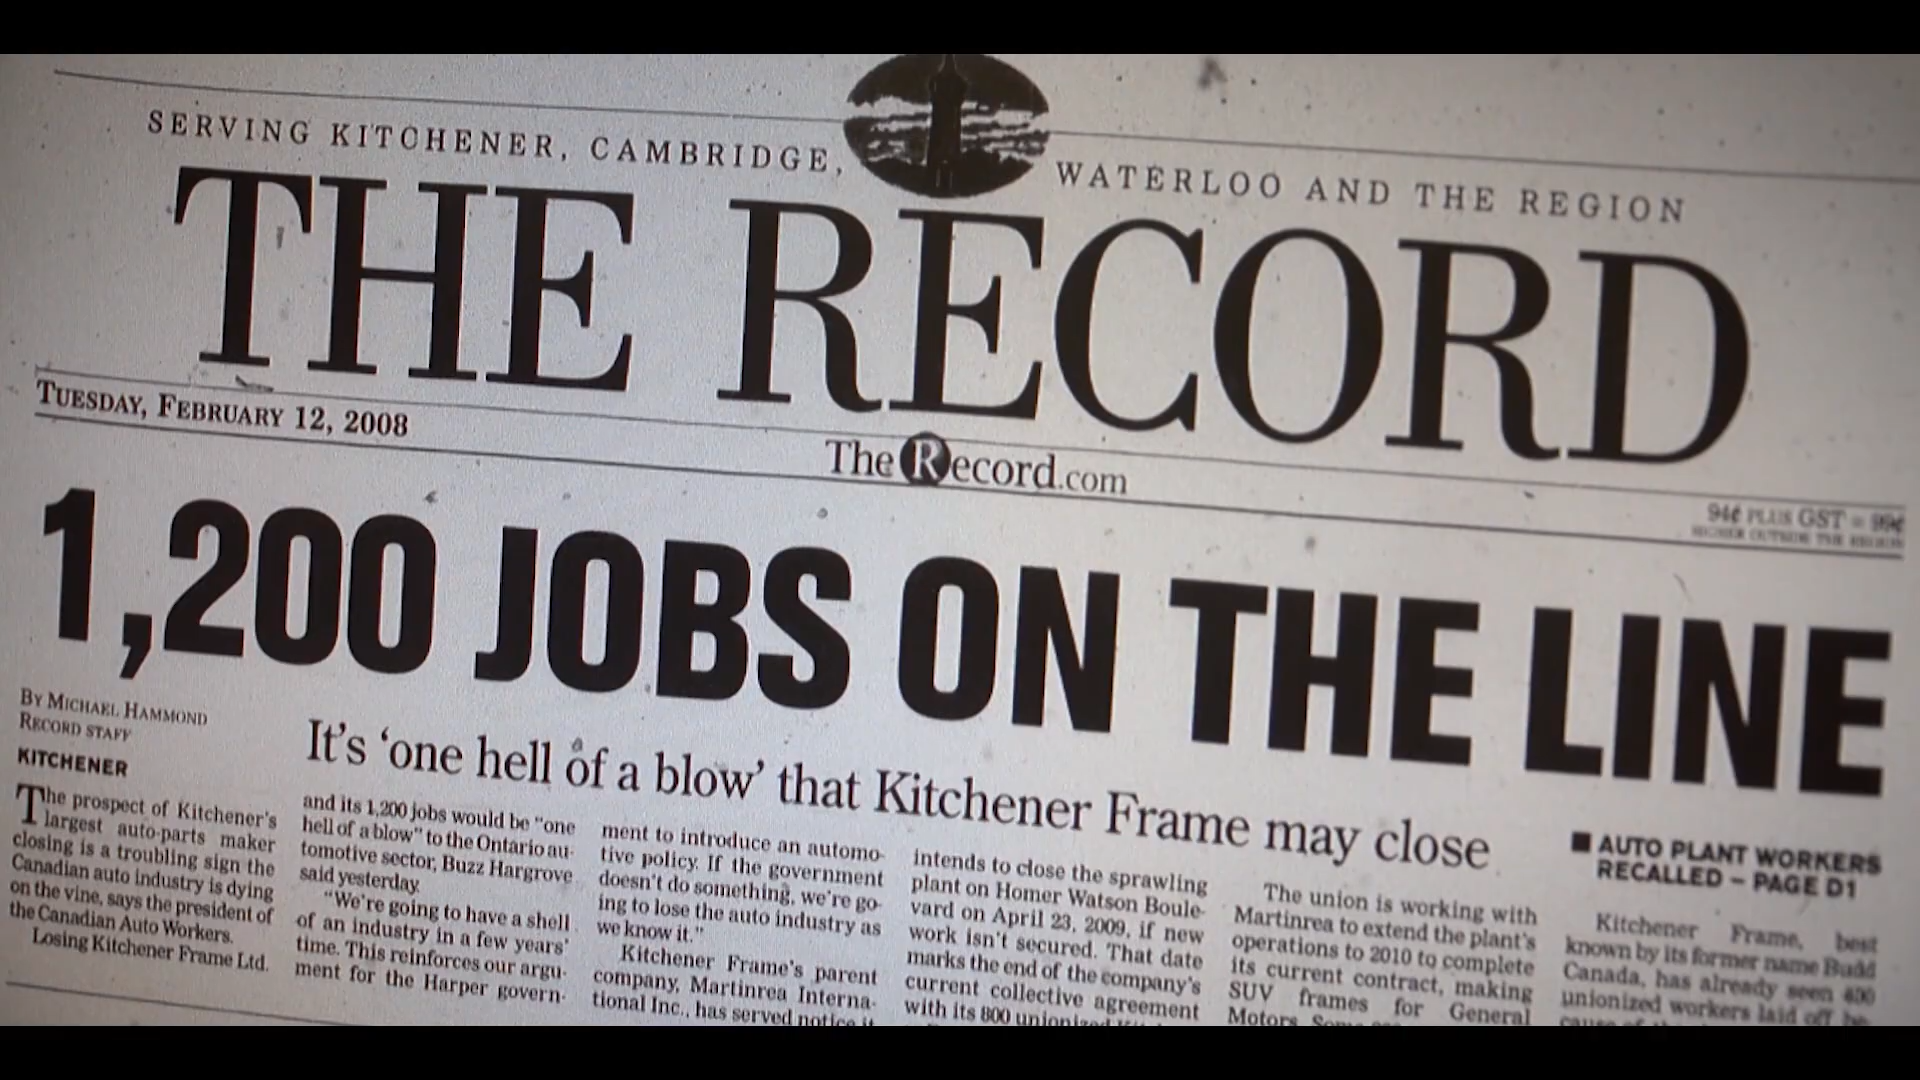 SERVING KITCHENER, CAMBRIDGE,
WATERLOO AND THE REGION
THE RECORD
TUESDAY, FEBRUARY 12, 2008
TheRecord.com
94¢ PLUS GST = 99¢
HIGHER OUTSIDE THE REGION
1,200 JOBS ON THE LINE
BY MICHAEL HAMMOND
RECORD STAFF
It's 'one hell of a blow' that Kitchener Frame may close
KITCHENER
The prospect of Kitchener's
largest auto-parts maker
closing is a troubling sign the
Canadian auto industry is dying
on the vine, says the president of
the Canadian Auto Workers.
Losing Kitchener Frame Ltd.
and its 1,200 jobs would be "one
hell of a blow" to the Ontario au-
tomotive sector, Buzz Hargrove
said yesterday.
"We're going to have a shell
of an industry in a few years'
time. This reinforces our argu-
ment for the Harper govern-
ment to introduce an automo-
tive policy. If the government
doesn't do something, we're go-
ing to lose the auto industry as
we know it."
Kitchener Frame's parent
company, Martinrea Interna-
tional Inc., has served notice it
intends to close the sprawling
plant on Homer Watson Boule-
vard on April 23, 2009, if new
work isn't secured. That date
marks the end of the company's
current collective agreement
with its 800 unionized
The union is working with
Martinrea to extend the plant's
operations to 2010 to complete
its current contract, making
SUV frames for General
Motors.
■ AUTO PLANT WORKERS
RECALLED – PAGE D1
Kitchener Frame, best
known by its former name Budd
Canada, has already seen 400
unionized workers laid off be-
cause of